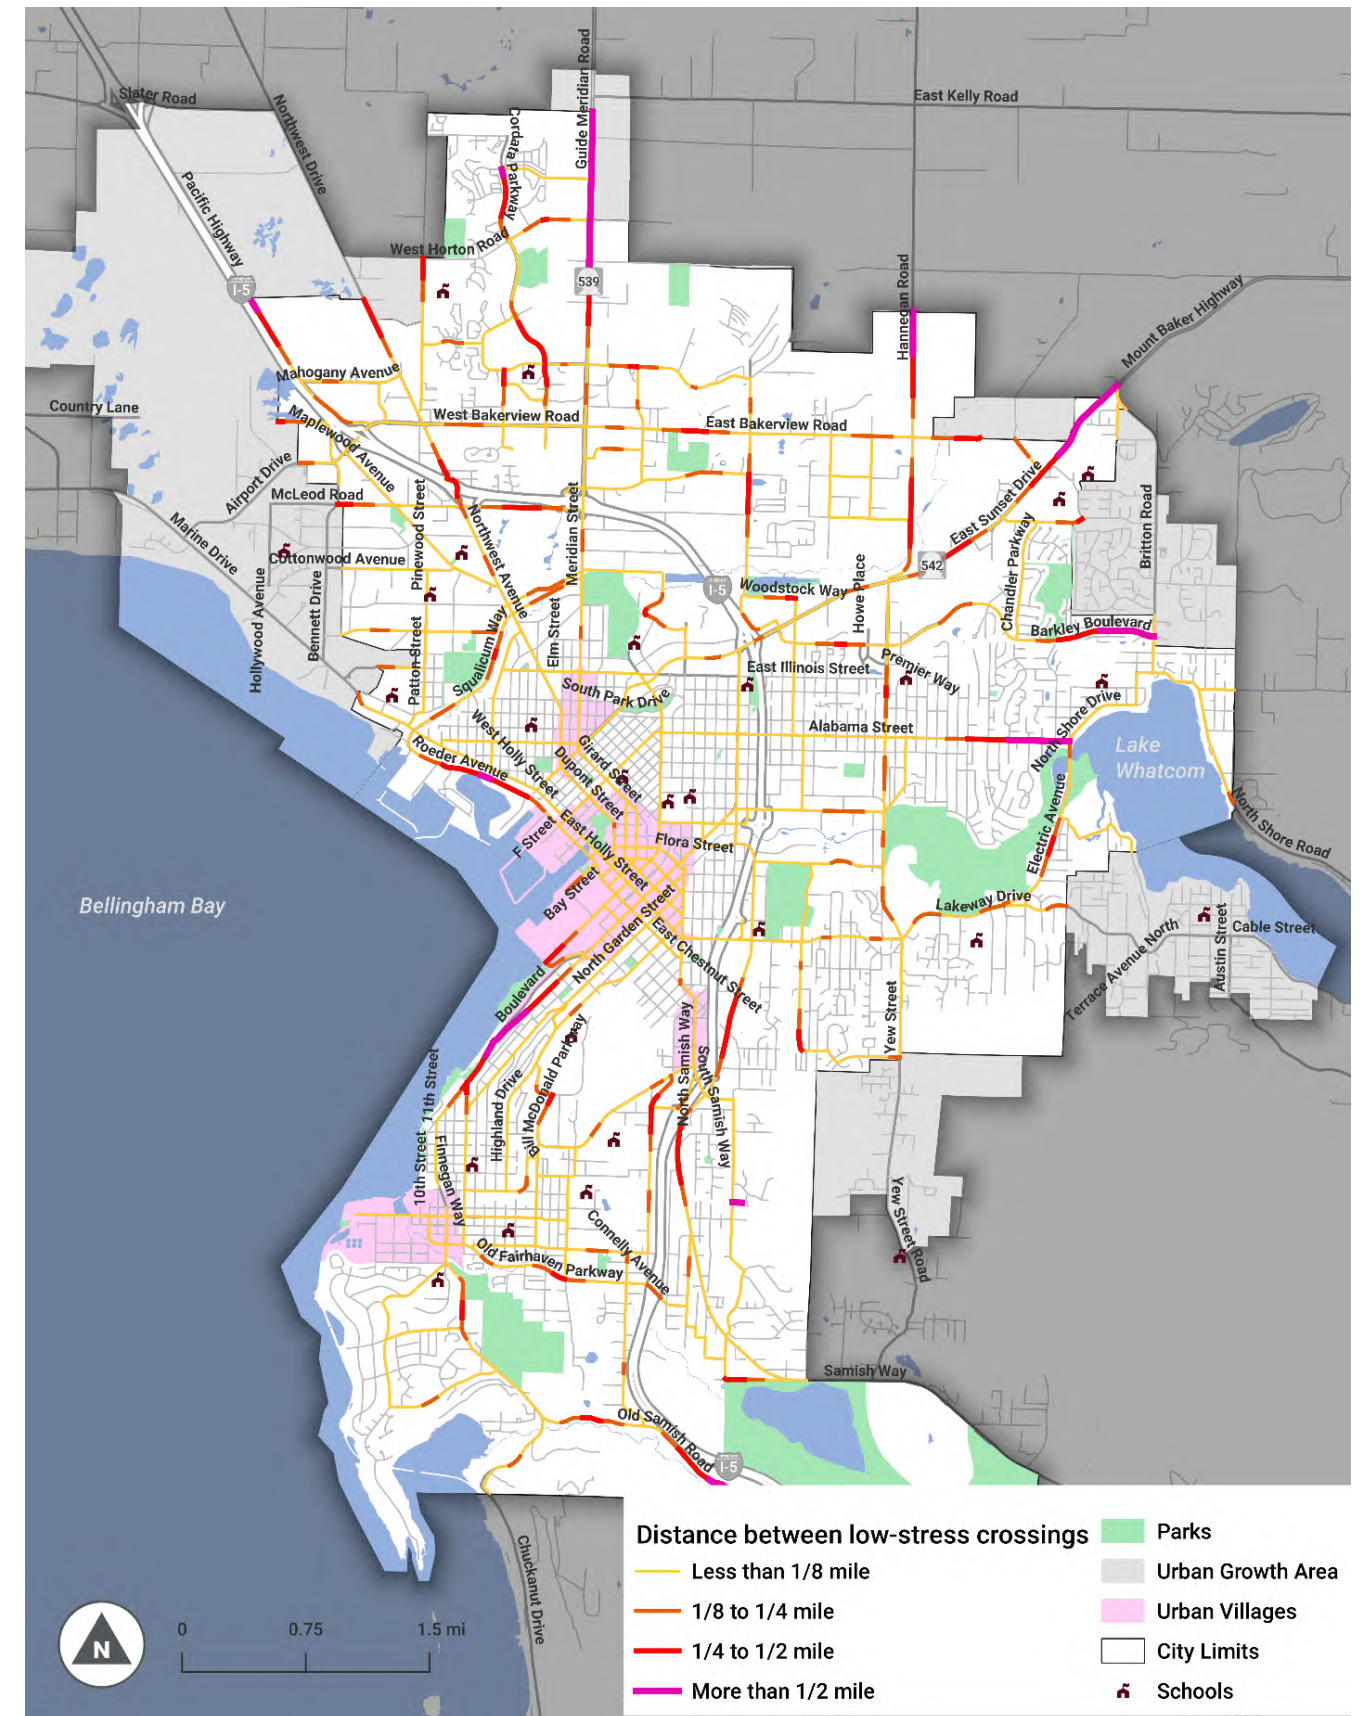 Slater Road
Northwest Drive
Guide Meridian Road
East Kelly Road
Cordata Parkway
Pacific Highway
West Horton Road
I-5
539
Hannegan Road
Mount Baker Highway
Mahogany Avenue
Country Lane
Maplewood Avenue
West Bakerview Road
East Bakerview Road
Airport Drive
McLeod Road
Pinewood Street
Northwest Avenue
Meridian Street
East Sunset Drive
Britton Road
Marine Drive
Cottonwood Avenue
Chandler Parkway
542
I-5
Woodstock Way
Howe Place
Hollywood Avenue
Bennett Drive
Patton Street
Squalicum Way
Elm Street
Barkley Boulevard
East Illinois Street
Premier Way
South Park Drive
Alabama Street
North Shore Drive
West Holly Street
Girard Street
Dupont Street
Roeder Avenue
Lake
Whatcom
North Shore Road
F Street
East Holly Street
Flora Street
Electric Avenue
Bay Street
Bellingham Bay
Lakeway Drive
North Garden Street
East Chestnut Street
Terrace Avenue North
Austin Street
Cable Street
Boulevard
Yew Street
North Samish Way
South Samish Way
11th Street
Highland Drive
Bill McDonald Parkway
10th Street
Finnegan Way
Yew Street Road
Connelly Avenue
Old Fairhaven Parkway
Samish Way
Old Samish Road
I-5
Chuckanut Drive
Distance between low-stress crossings
Less than 1/8 mile
1/8 to 1/4 mile
1/4 to 1/2 mile
More than 1/2 mile
Parks
Urban Growth Area
Urban Villages
City Limits
Schools
N
0 0.75 1.5 mi